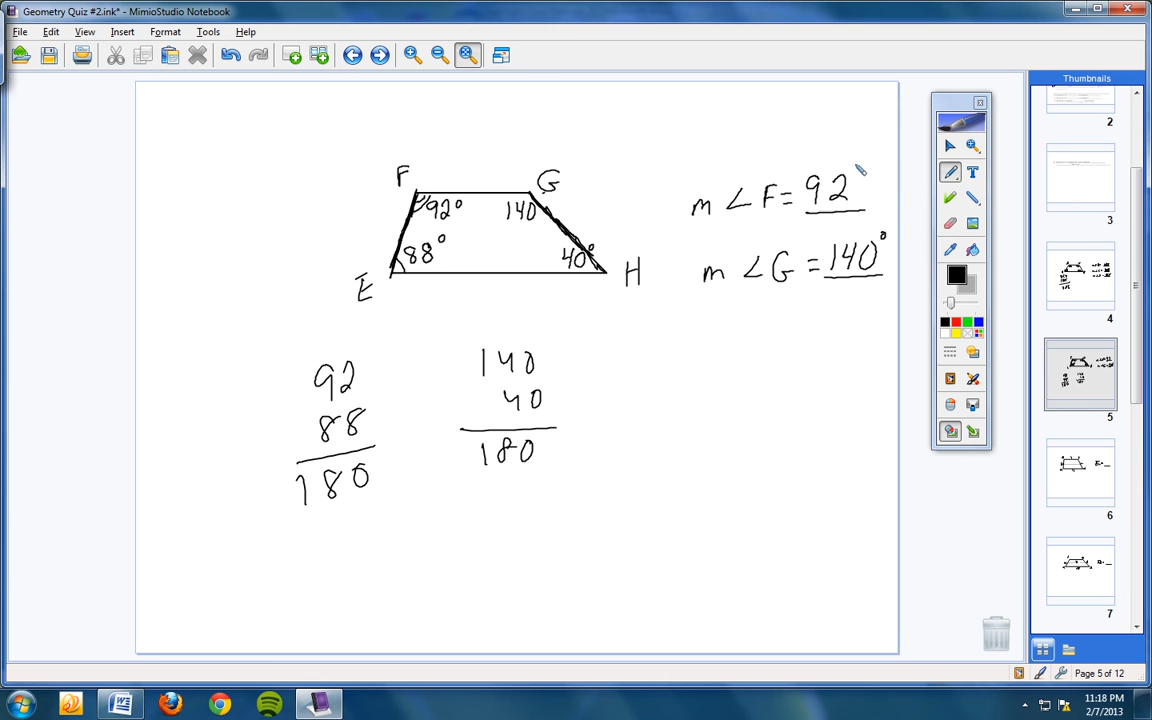 Geometry Quiz #2.ink* - MimioStudio Notebook
File Edit View Insert Format Tools Help
Thumbnails
2
3
4
5
6
7
F
G
92°
140
88°
40°
E
H
m ∠F = 92°
m ∠G = 140°
92
88
180
140
40
180
Page 5 of 12
11:18 PM
2/7/2013